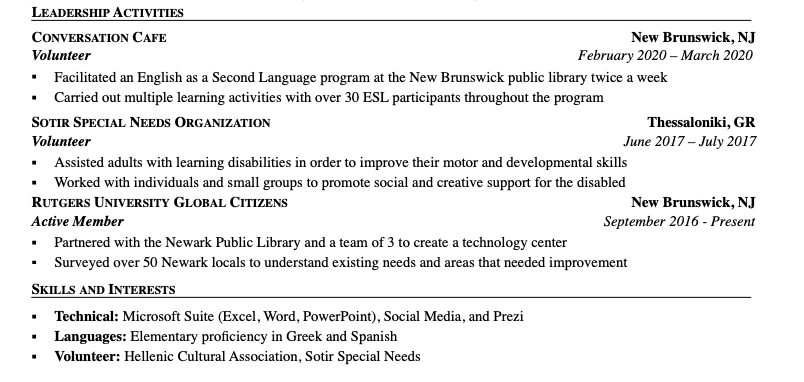 LEADERSHIP ACTIVITIES
CONVERSATION CAFE New Brunswick, NJ
Volunteer February 2020 – March 2020
▪ Facilitated an English as a Second Language program at the New Brunswick public library twice a week
▪ Carried out multiple learning activities with over 30 ESL participants throughout the program
SOTIR SPECIAL NEEDS ORGANIZATION Thessaloniki, GR
Volunteer June 2017 – July 2017
▪ Assisted adults with learning disabilities in order to improve their motor and developmental skills
▪ Worked with individuals and small groups to promote social and creative support for the disabled
RUTGERS UNIVERSITY GLOBAL CITIZENS New Brunswick, NJ
Active Member September 2016 - Present
▪ Partnered with the Newark Public Library and a team of 3 to create a technology center
▪ Surveyed over 50 Newark locals to understand existing needs and areas that needed improvement
SKILLS AND INTERESTS
▪ Technical: Microsoft Suite (Excel, Word, PowerPoint), Social Media, and Prezi
▪ Languages: Elementary proficiency in Greek and Spanish
▪ Volunteer: Hellenic Cultural Association, Sotir Special Needs